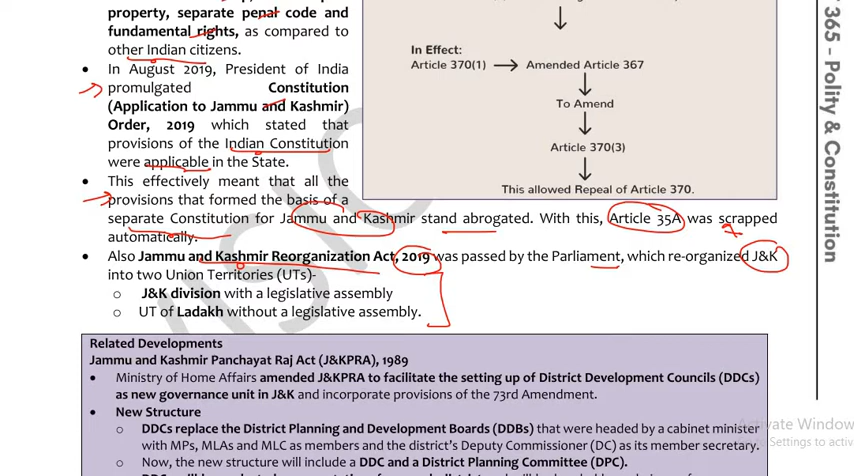 property, separate penal code and
fundamental rights, as compared to
other Indian citizens.
• In August 2019, President of India
promulgated Constitution
(Application to Jammu and Kashmir)
Order, 2019 which stated that
provisions of the Indian Constitution
were applicable in the State.
• This effectively meant that all the
provisions that formed the basis of a
separate Constitution for Jammu and Kashmir stand abrogated. With this, Article 35A was scrapped
automatically.
• Also Jammu and Kashmir Reorganization Act, 2019 was passed by the Parliament, which re-organized J&K
into two Union Territories (UTs)-
o J&K division with a legislative assembly
o UT of Ladakh without a legislative assembly.
In Effect:
Article 370(1) → Amended Article 367
To Amend
Article 370(3)
This allowed Repeal of Article 370.
Related Developments
Jammu and Kashmir Panchayat Raj Act (J&KPRA), 1989
• Ministry of Home Affairs amended J&KPRA to facilitate the setting up of District Development Councils (DDCs)
as new governance unit in J&K and incorporate provisions of the 73rd Amendment.
• New Structure
o DDCs replace the District Planning and Development Boards (DDBs) that were headed by a cabinet minister
with MPs, MLAs and MLC as members and the district's Deputy Commissioner (DC) as its member secretary.
o Now, the new structure will include a DDC and a District Planning Committee (DPC).
365 - Polity & Constitution
Activate Window
Go to Settings to activ